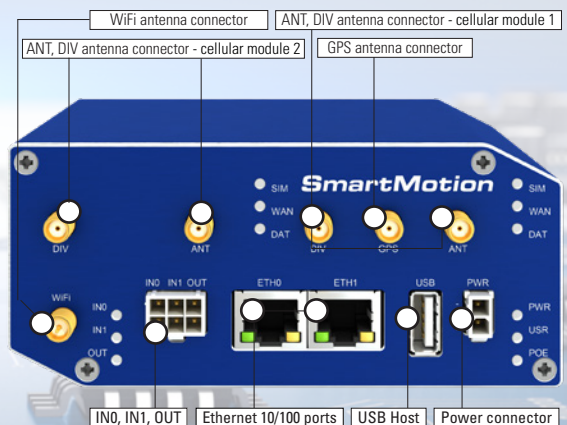 WiFi antenna connector
ANT, DIV antenna connector - cellular module 1
ANT, DIV antenna connector - cellular module 2
GPS antenna connector
SmartMotion
SIM
WAN
DAT
SIM
WAN
DAT
DIV
ANT
DIV
GPS
ANT
WiFi
IN0
IN1
OUT
IN0 IN1 OUT
ETH0
ETH1
USB
PWR
PWR
USR
POE
IN0, IN1, OUT
Ethernet 10/100 ports
USB Host
Power connector